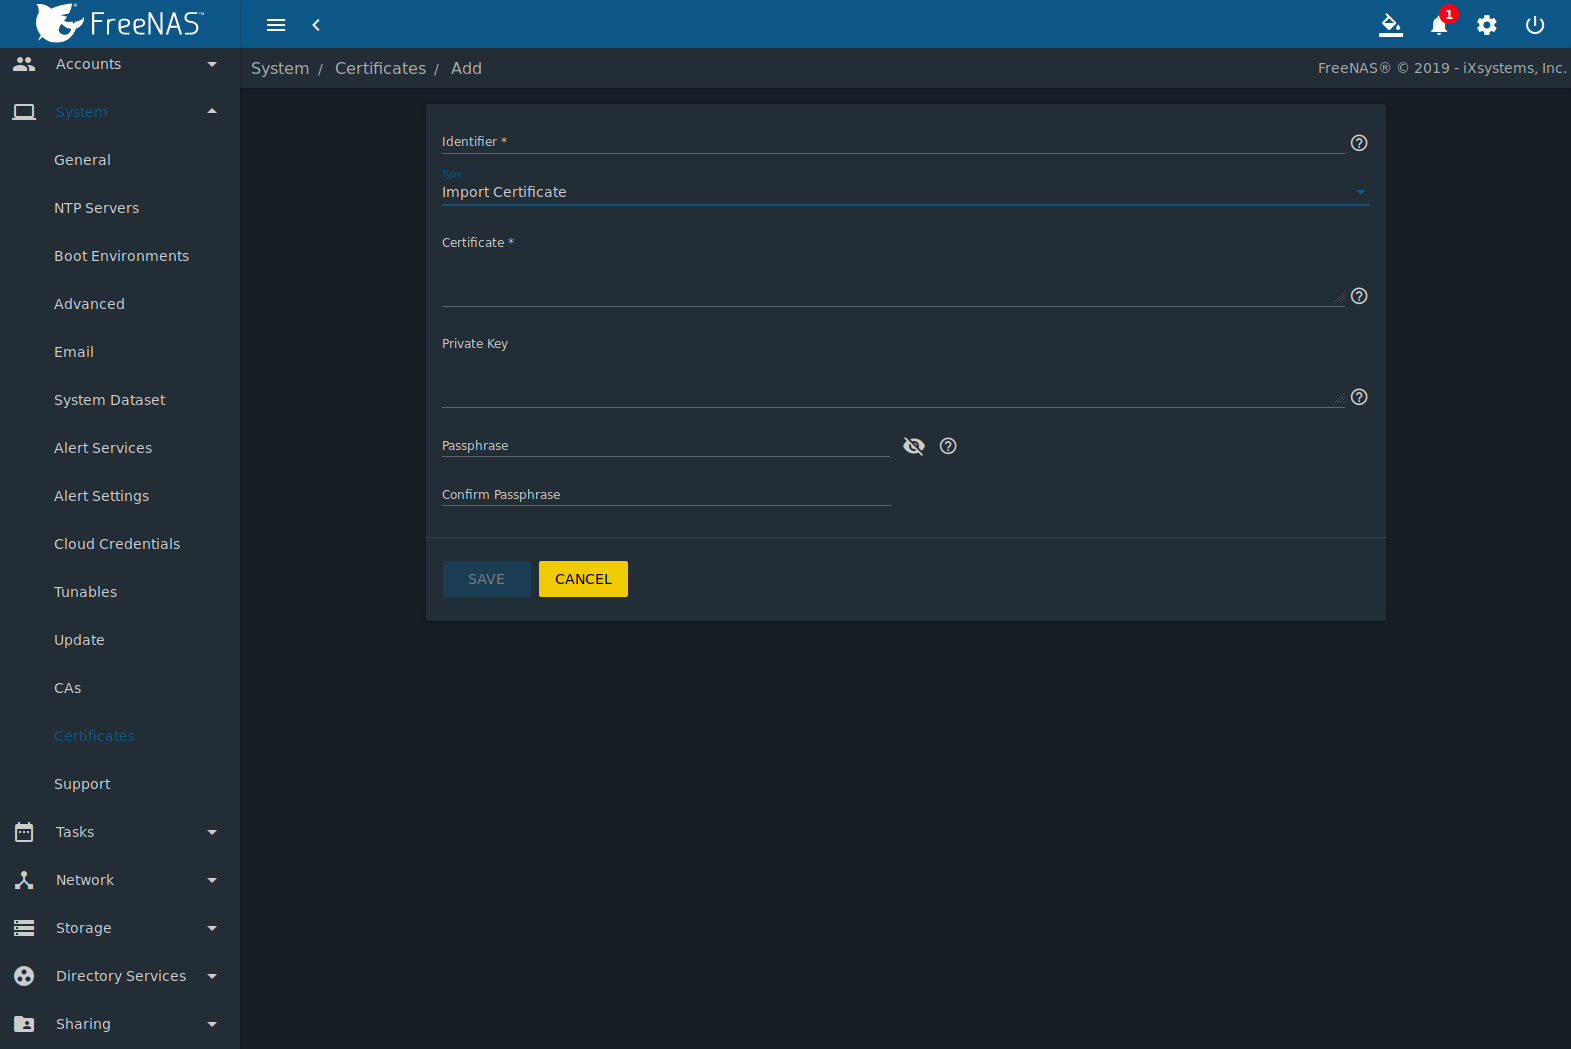 FreeNAS™
1
Accounts
System
General
NTP Servers
Boot Environments
Advanced
Email
System Dataset
Alert Services
Alert Settings
Cloud Credentials
Tunables
Update
CAs
Certificates
Support
Tasks
Network
Storage
Directory Services
Sharing
System / Certificates / Add
FreeNAS® © 2019 - iXsystems, Inc.
Identifier *
Type
Import Certificate
Certificate *
Private Key
Passphrase
Confirm Passphrase
SAVE CANCEL